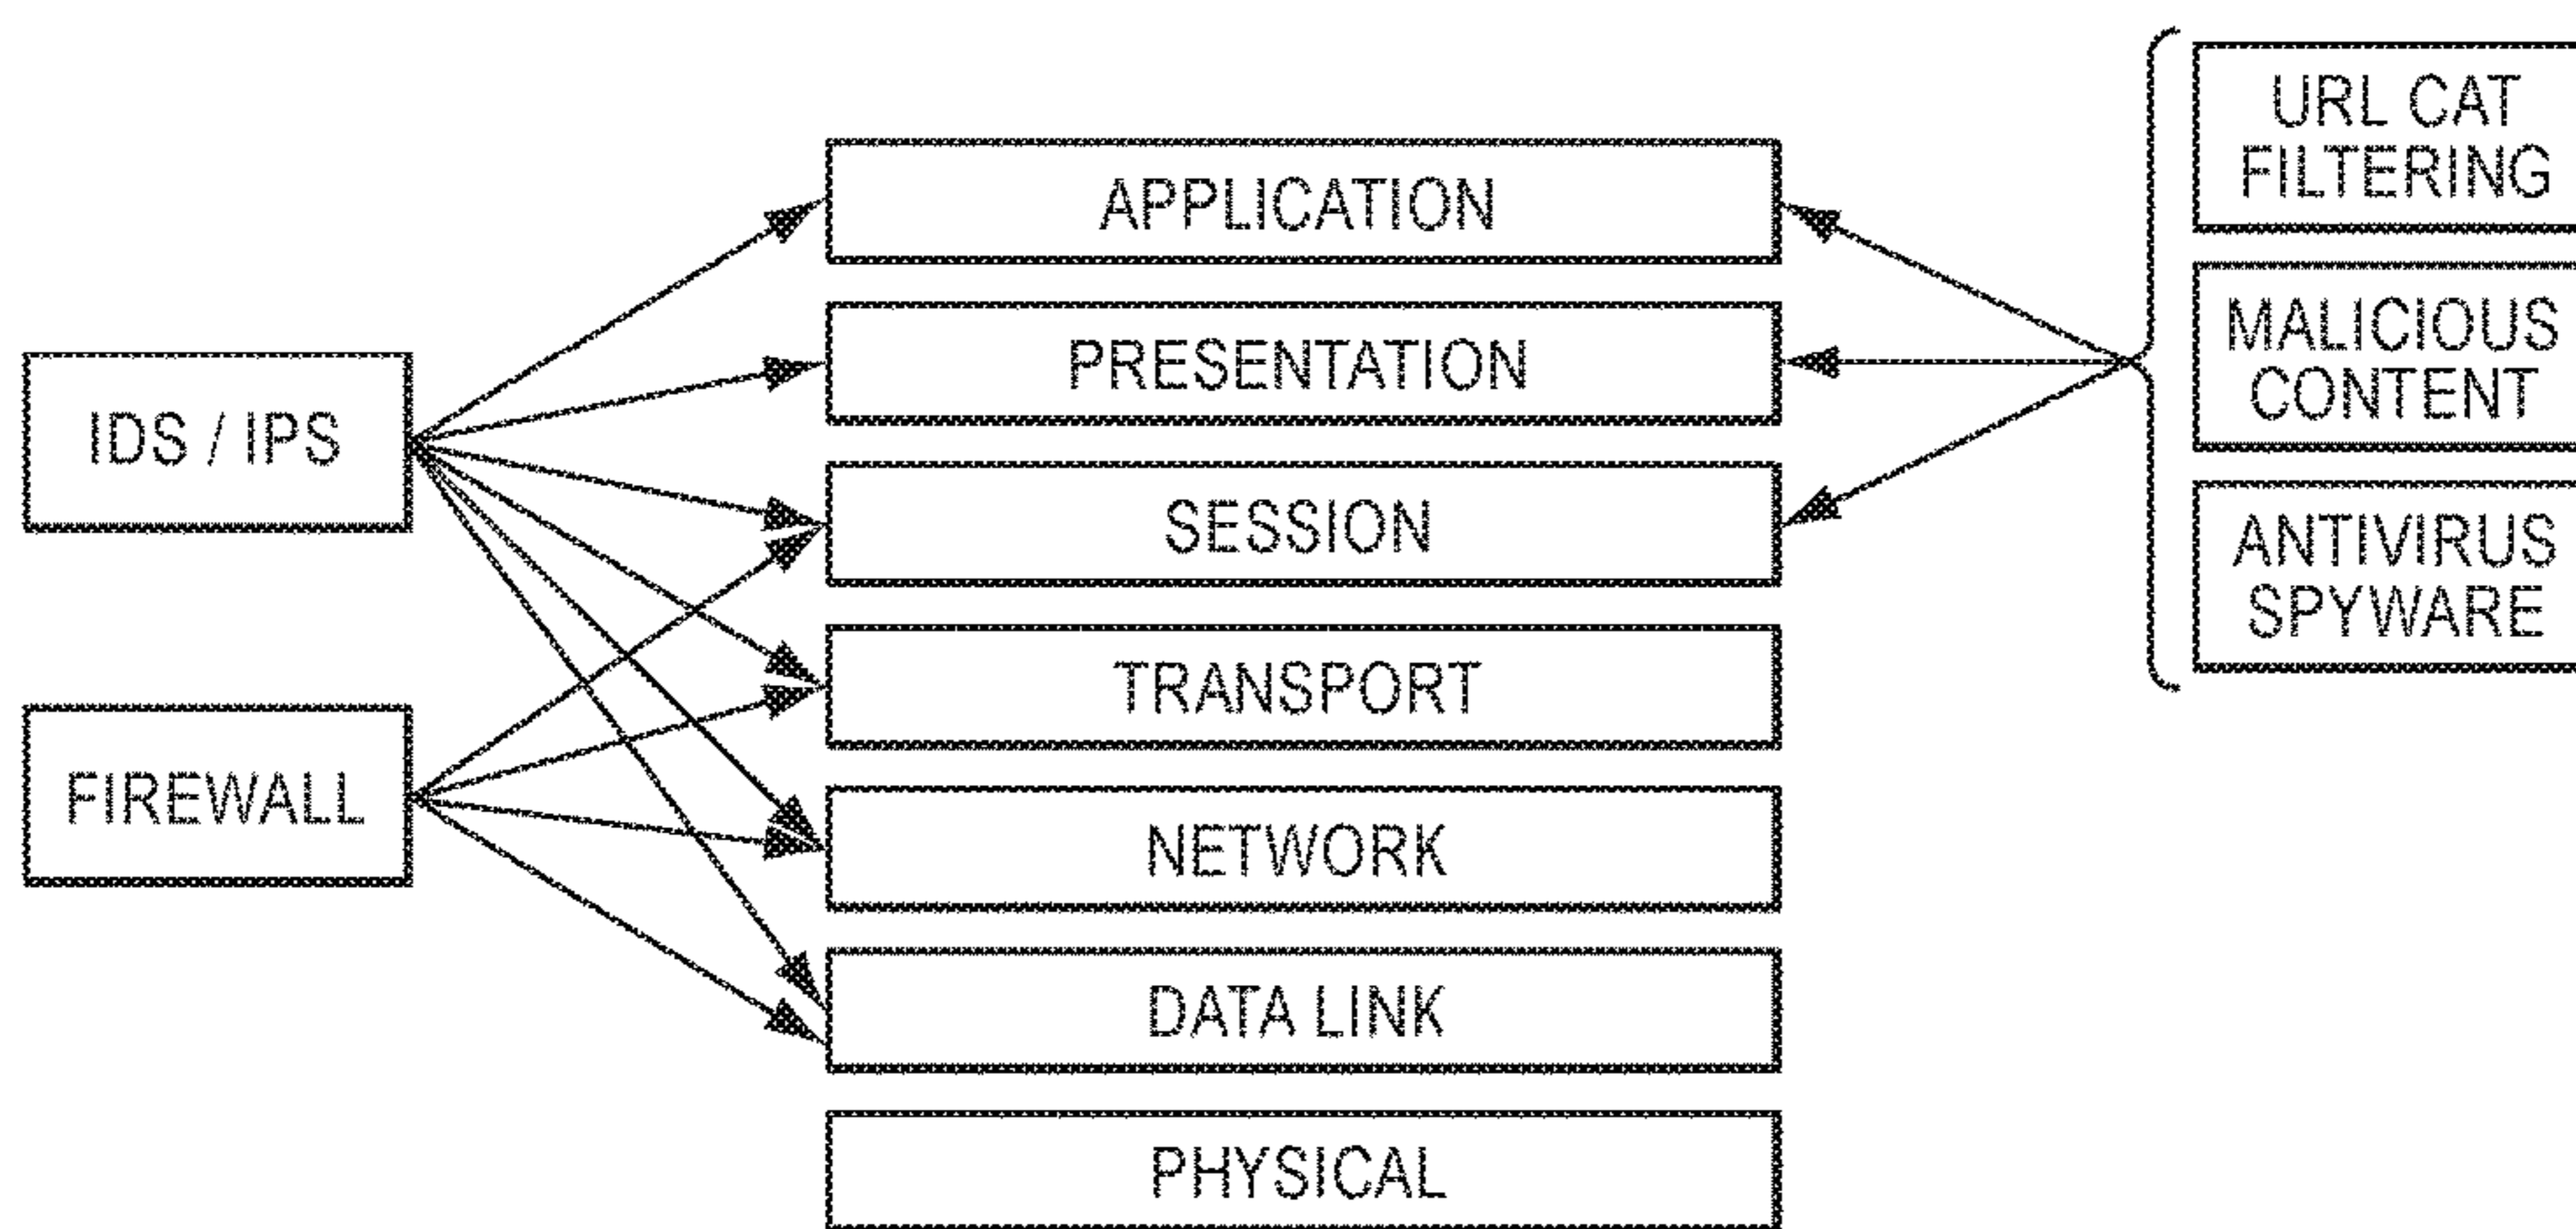 IDS / IPS
FIREWALL
APPLICATION
PRESENTATION
SESSION
TRANSPORT
NETWORK
DATA LINK
PHYSICAL
URL CAT
FILTERING
MALICIOUS
CONTENT
ANTIVIRUS
SPYWARE